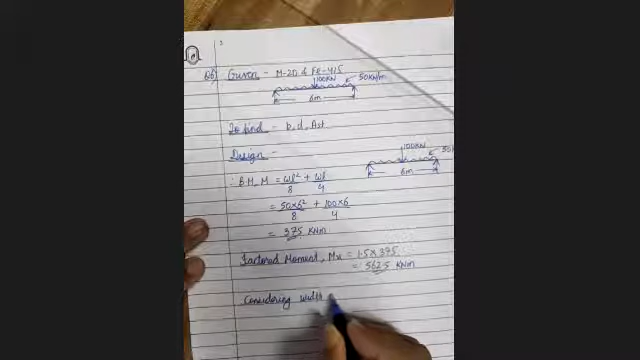 Q6) Given - M-20 & Fe-415
100KN
50KN/m
6m
To find - b, d, Ast
Design -
100KN
50
6m
∴ B.M, M = wl²/8 + wl/4
= 50×6²/8 + 100×6/4
= 375 KNm
Factored Moment, Mu = 1.5×375
= 562.5 KNm
Considering width